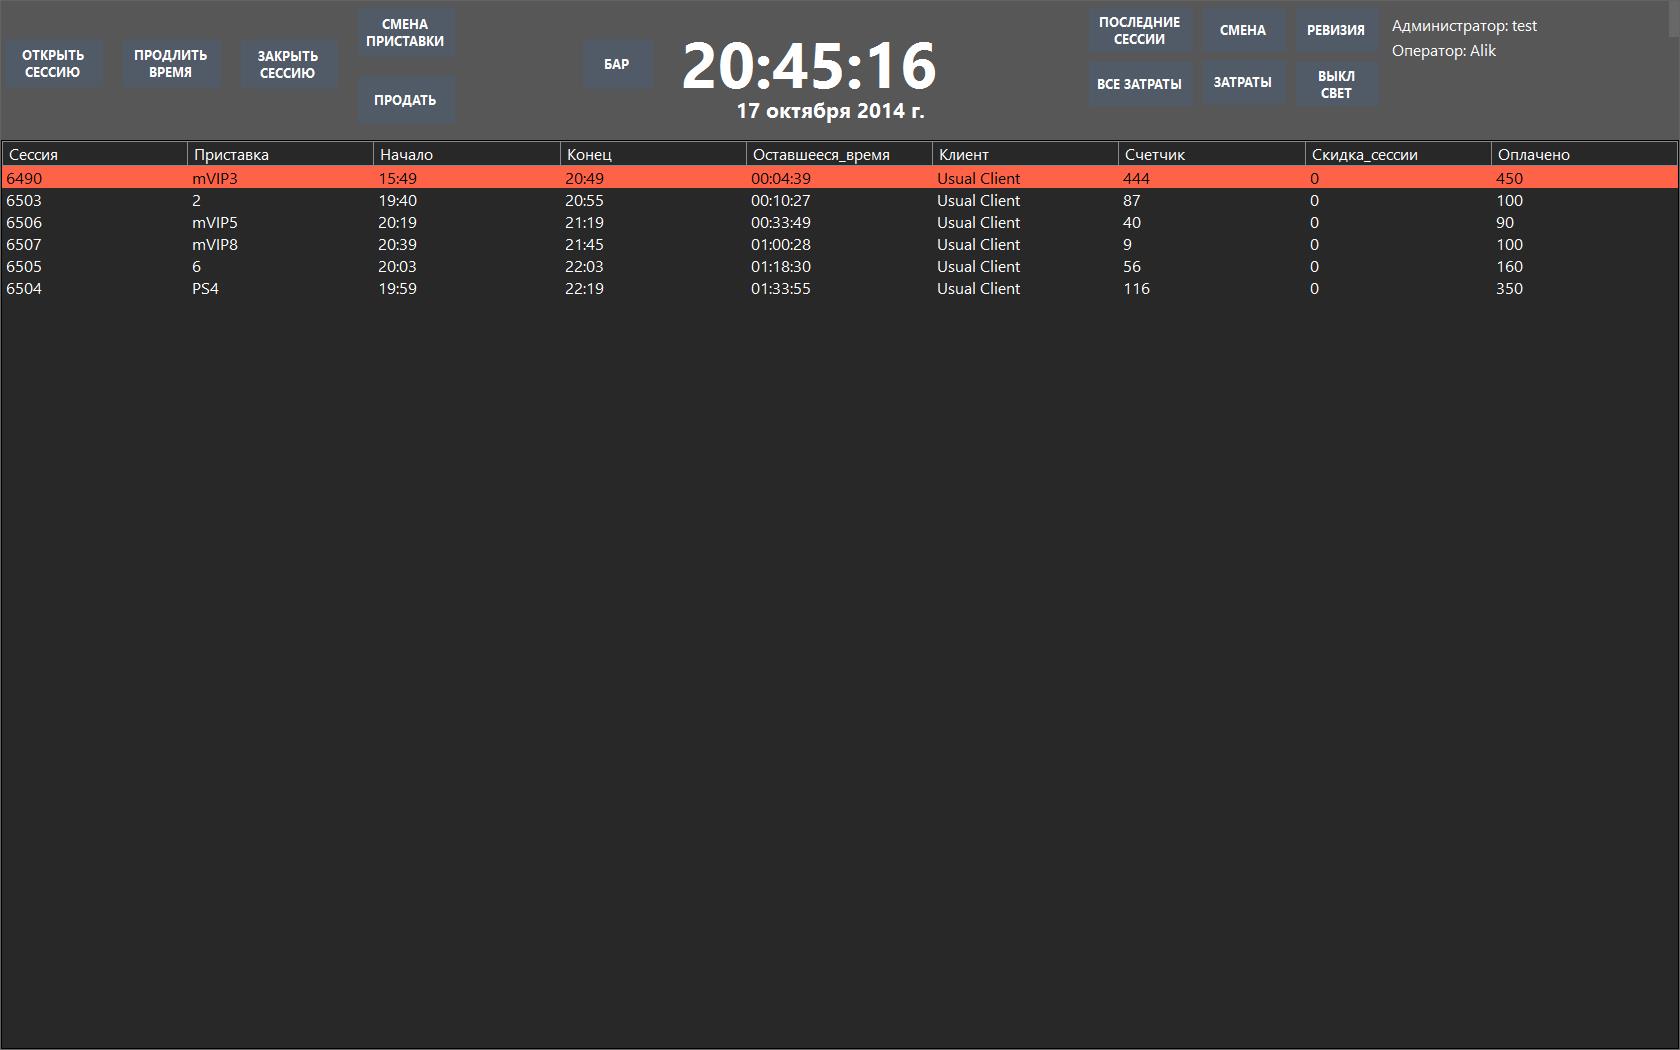 ОТКРЫТЬ
СЕССИЮ
ПРОДЛИТЬ
ВРЕМЯ
ЗАКРЫТЬ
СЕССИЮ
СМЕНА
ПРИСТАВКИ
ПРОДАТЬ
БАР
20:45:16
17 октября 2014 г.
ПОСЛЕДНИЕ
СЕССИИ
СМЕНА
РЕВИЗИЯ
ВСЕ ЗАТРАТЫ
ЗАТРАТЫ
ВЫКЛ
СВЕТ
Администратор: test
Оператор: Alik
Сессия Приставка Начало Конец Оставшееся_время Клиент Счетчик Скидка_сессии Оплачено
6490 mVIP3 15:49 20:49 00:04:39 Usual Client 444 0 450
6503 2 19:40 20:55 00:10:27 Usual Client 87 0 100
6506 mVIP5 20:19 21:19 00:33:49 Usual Client 40 0 90
6507 mVIP8 20:39 21:45 01:00:28 Usual Client 9 0 100
6505 6 20:03 22:03 01:18:30 Usual Client 56 0 160
6504 PS4 19:59 22:19 01:33:55 Usual Client 116 0 350